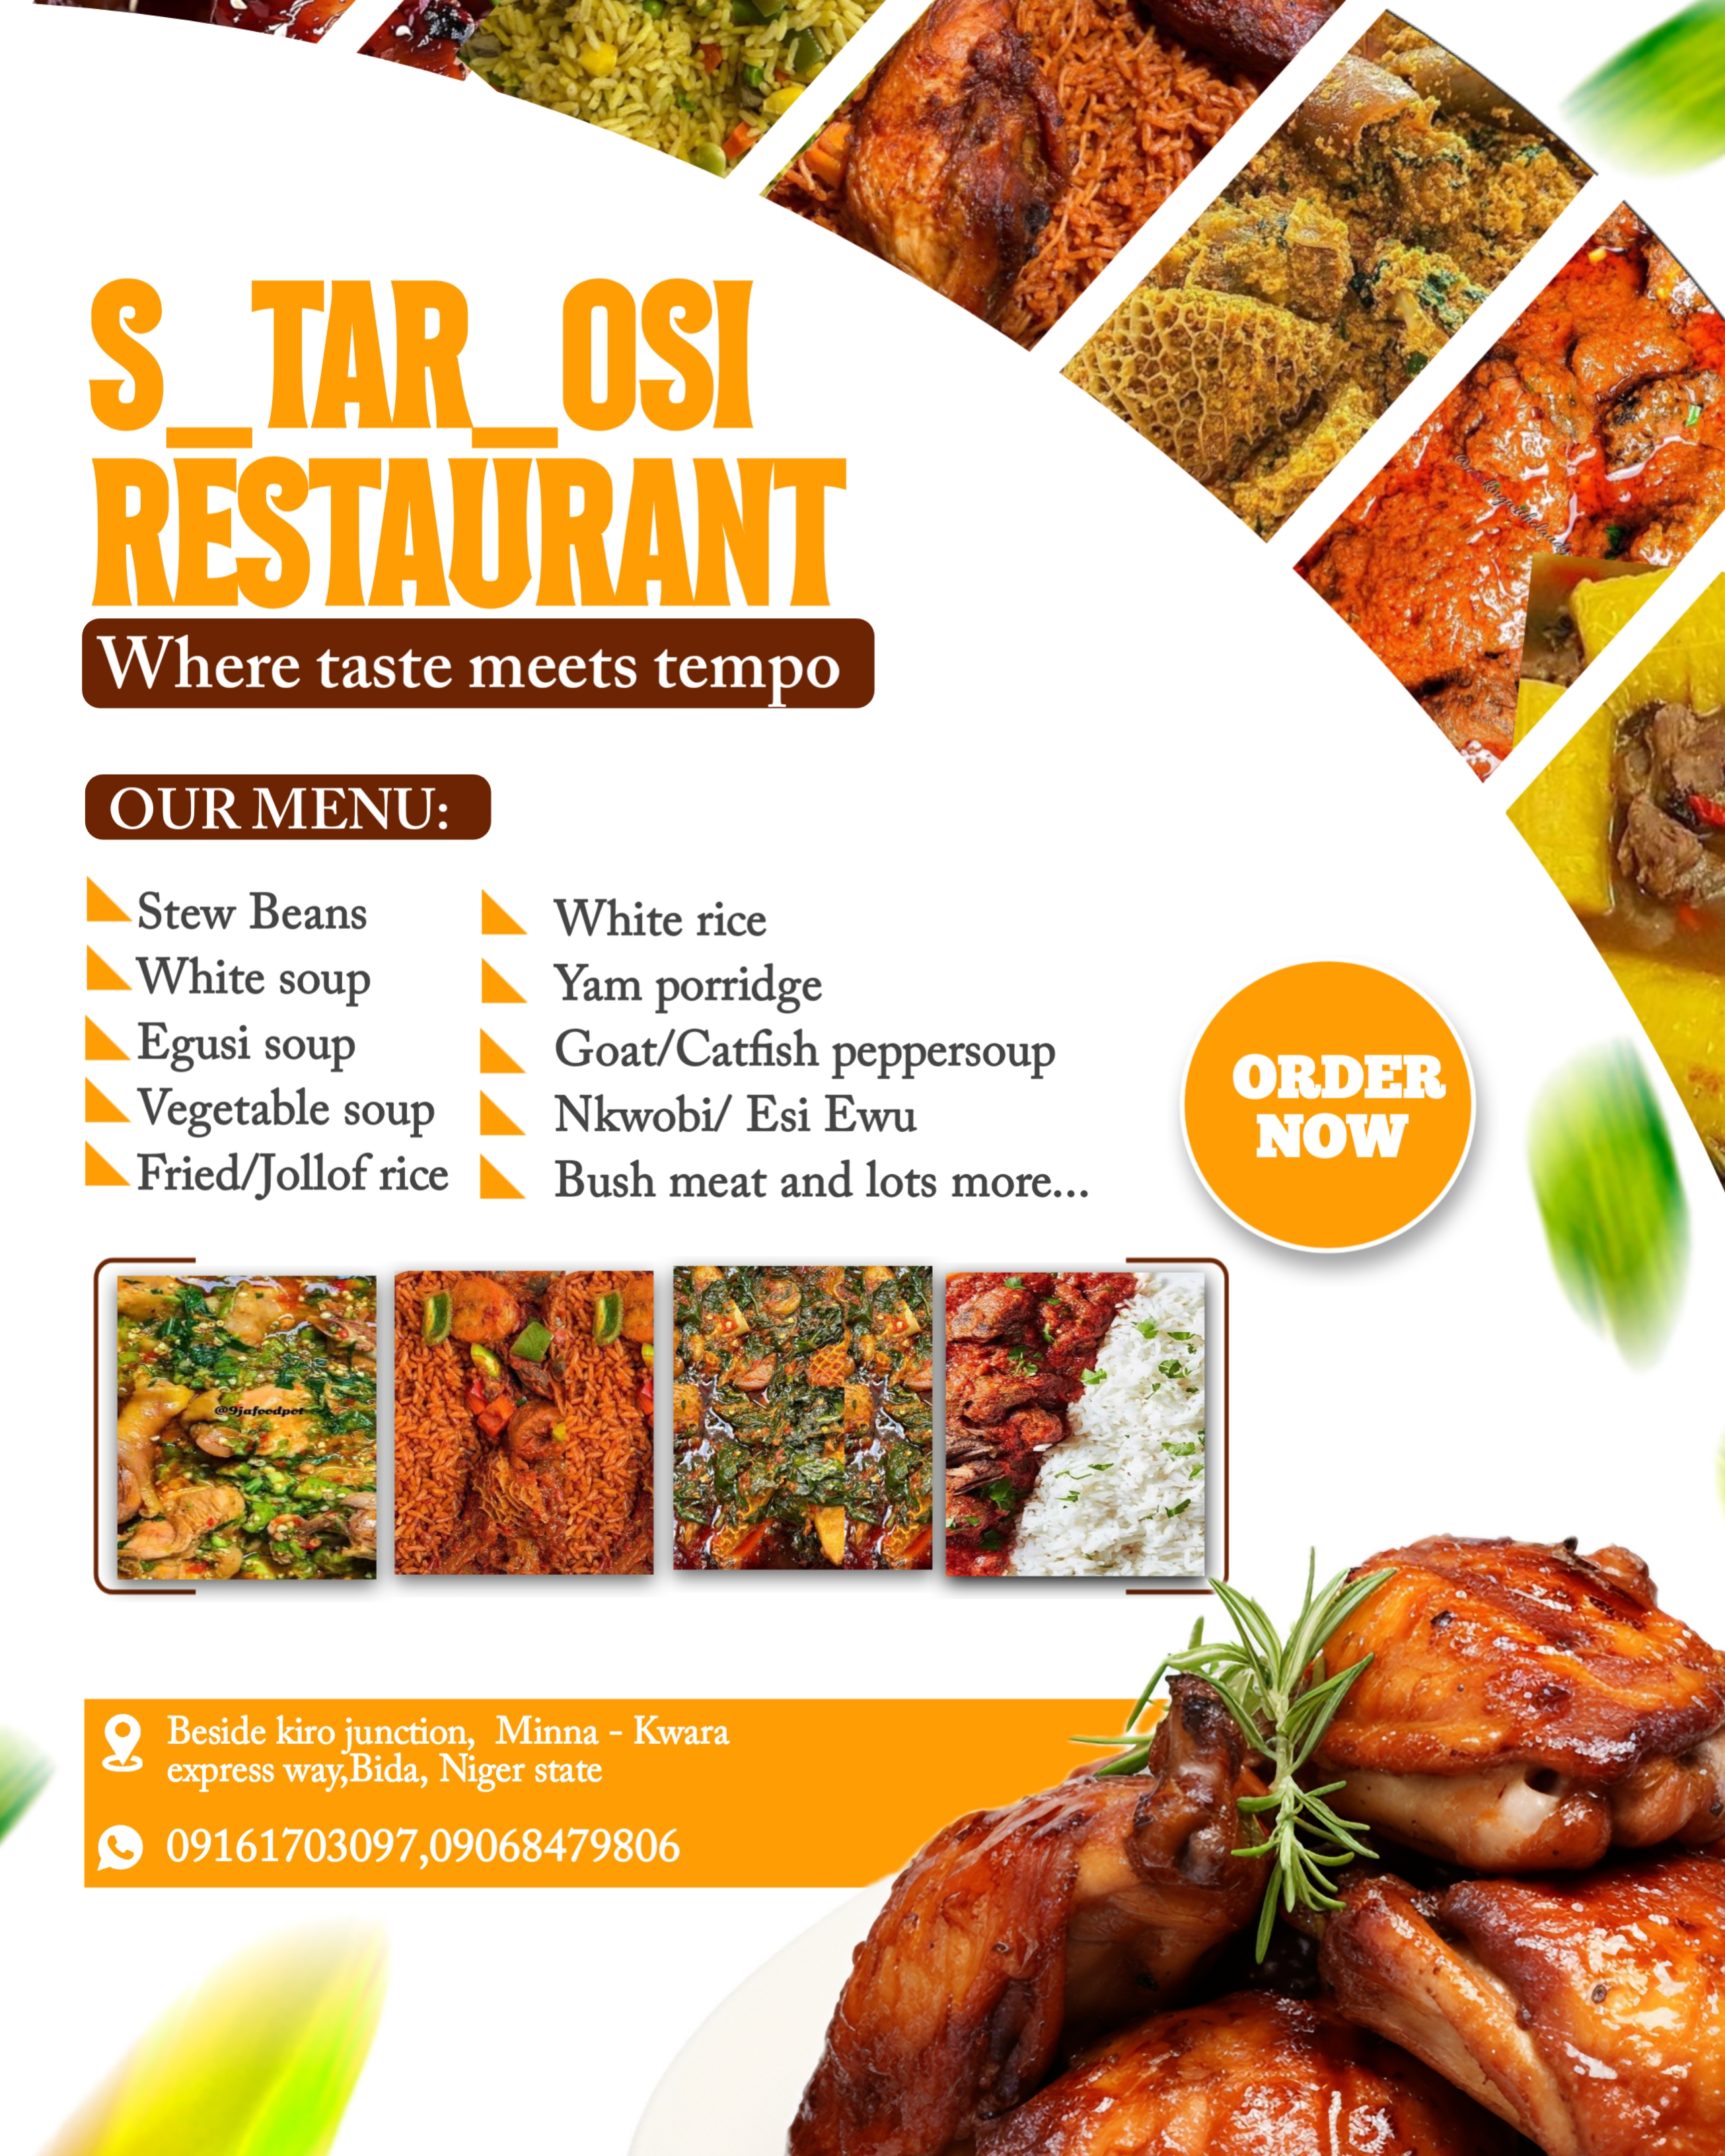 S_TAR_OSI
RESTAURANT
Where taste meets tempo
OUR MENU:
Stew Beans
White soup
Egusi soup
Vegetable soup
Fried/Jollof rice
White rice
Yam porridge
Goat/Catfish peppersoup
Nkwobi/ Esi Ewu
Bush meat and lots more...
ORDER
NOW
@9jafoodpot
Beside kiro junction, Minna - Kwara
express way,Bida, Niger state
09161703097,09068479806